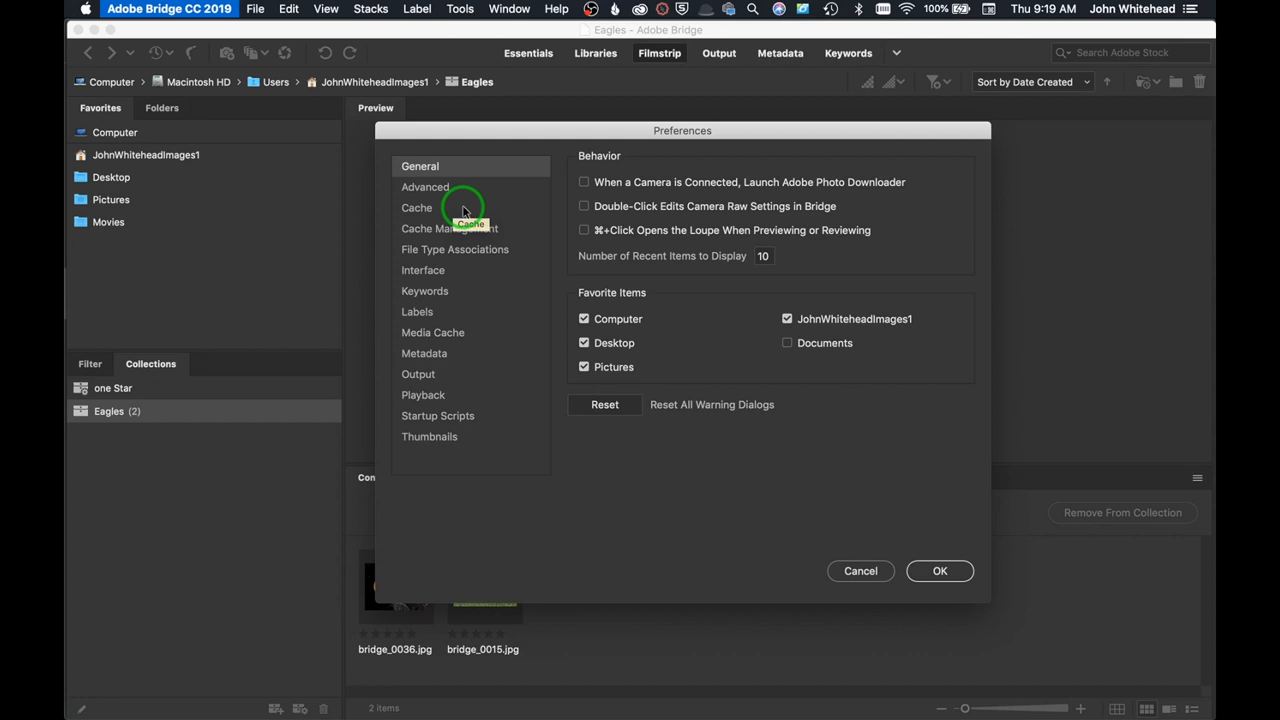 Adobe Bridge CC 2019 File Edit View Stacks Label Tools Window Help 100% Thu 9:19 AM John Whitehead
Eagles - Adobe Bridge
Essentials Libraries Filmstrip Output Metadata Keywords Search Adobe Stock
Computer Macintosh HD Users JohnWhiteheadImages1 Eagles Sort by Date Created
Favorites Folders Preview
Computer
JohnWhiteheadImages1
Desktop
Pictures
Movies
Filter Collections
one Star
Eagles (2)
Preferences
General
Advanced
Cache
Cache
Cache Management
File Type Associations
Interface
Keywords
Labels
Media Cache
Metadata
Output
Playback
Startup Scripts
Thumbnails
Behavior
When a Camera is Connected, Launch Adobe Photo Downloader
Double-Click Edits Camera Raw Settings in Bridge
⌘+Click Opens the Loupe When Previewing or Reviewing
Number of Recent Items to Display 10
Favorite Items
Computer JohnWhiteheadImages1
Desktop Documents
Pictures
Reset Reset All Warning Dialogs
Cancel OK
Con
Remove From Collection
bridge_0036.jpg bridge_0015.jpg
2 items